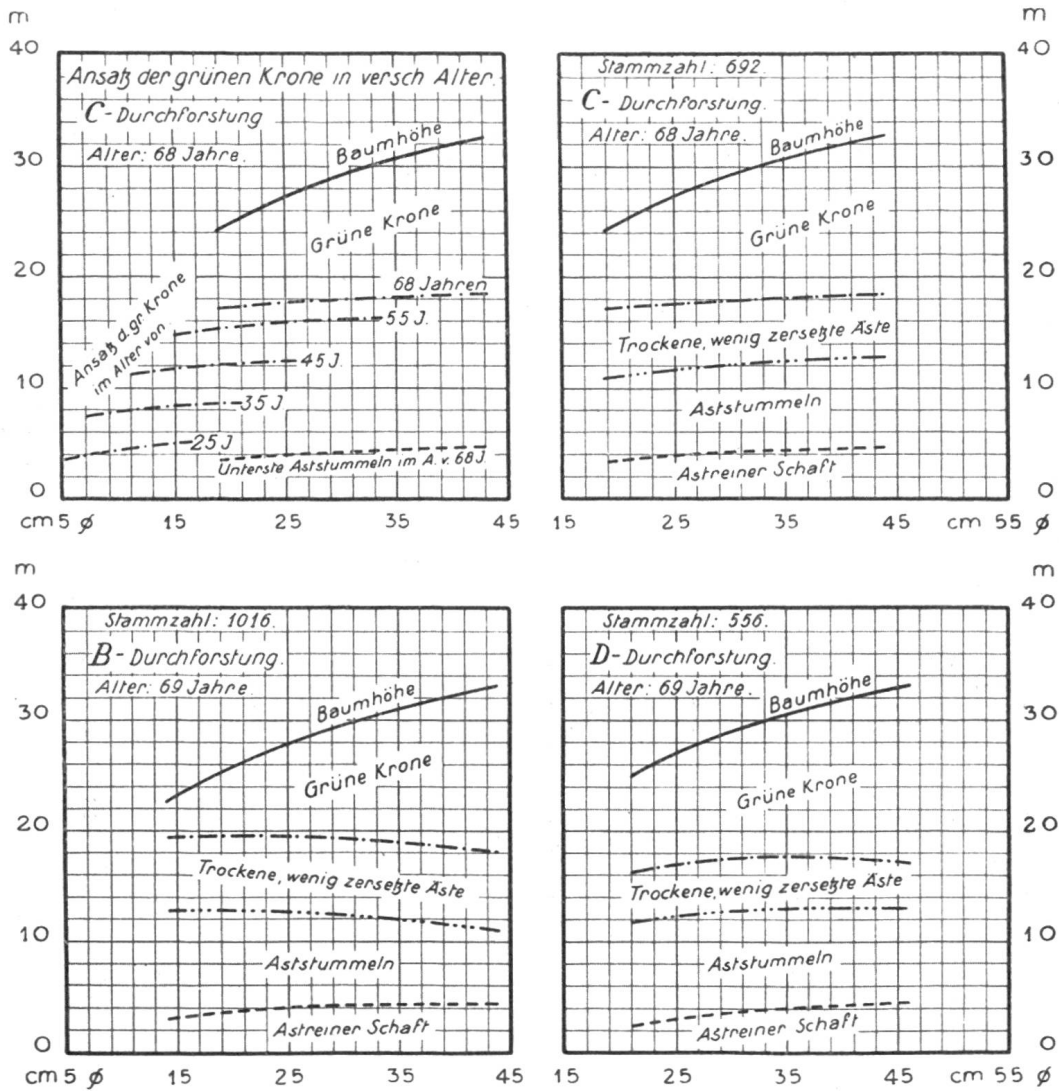 m
40
30
20
10
0
Ansatz der grünen Krone in versch Alter.
C-Durchforstung
Alter: 68 Jahre.
Baumhöhe
Grüne Krone
Ansatz d. gr. Krone
im Alter von
68 Jahren
55 J.
45 J.
35 J
25 J
Unterste Aststummeln im A. v. 68 J
cm 5 ø 15 25 35 45
m
40
30
20
10
0
Stammzahl: 692.
C-Durchforstung.
Alter: 68 Jahre.
Baumhöhe
Grüne Krone
Trockene, wenig zersetzte Äste
Aststummeln
Astreiner Schaft
15 25 35 45 cm 55 ø
m
40
30
20
10
0
Stammzahl: 1016.
B-Durchforstung.
Alter: 69 Jahre.
Baumhöhe
Grüne Krone
Trockene, wenig zersetzte Äste
Aststummeln
Astreiner Schaft
cm 5 ø 15 25 35 45
m
40
30
20
10
0
Stammzahl: 556.
D-Durchforstung.
Alter: 69 Jahre.
Baumhöhe
Grüne Krone
Trockene, wenig zersetzte Äste
Aststummeln
Astreiner Schaft
15 25 35 45 cm 55 ø